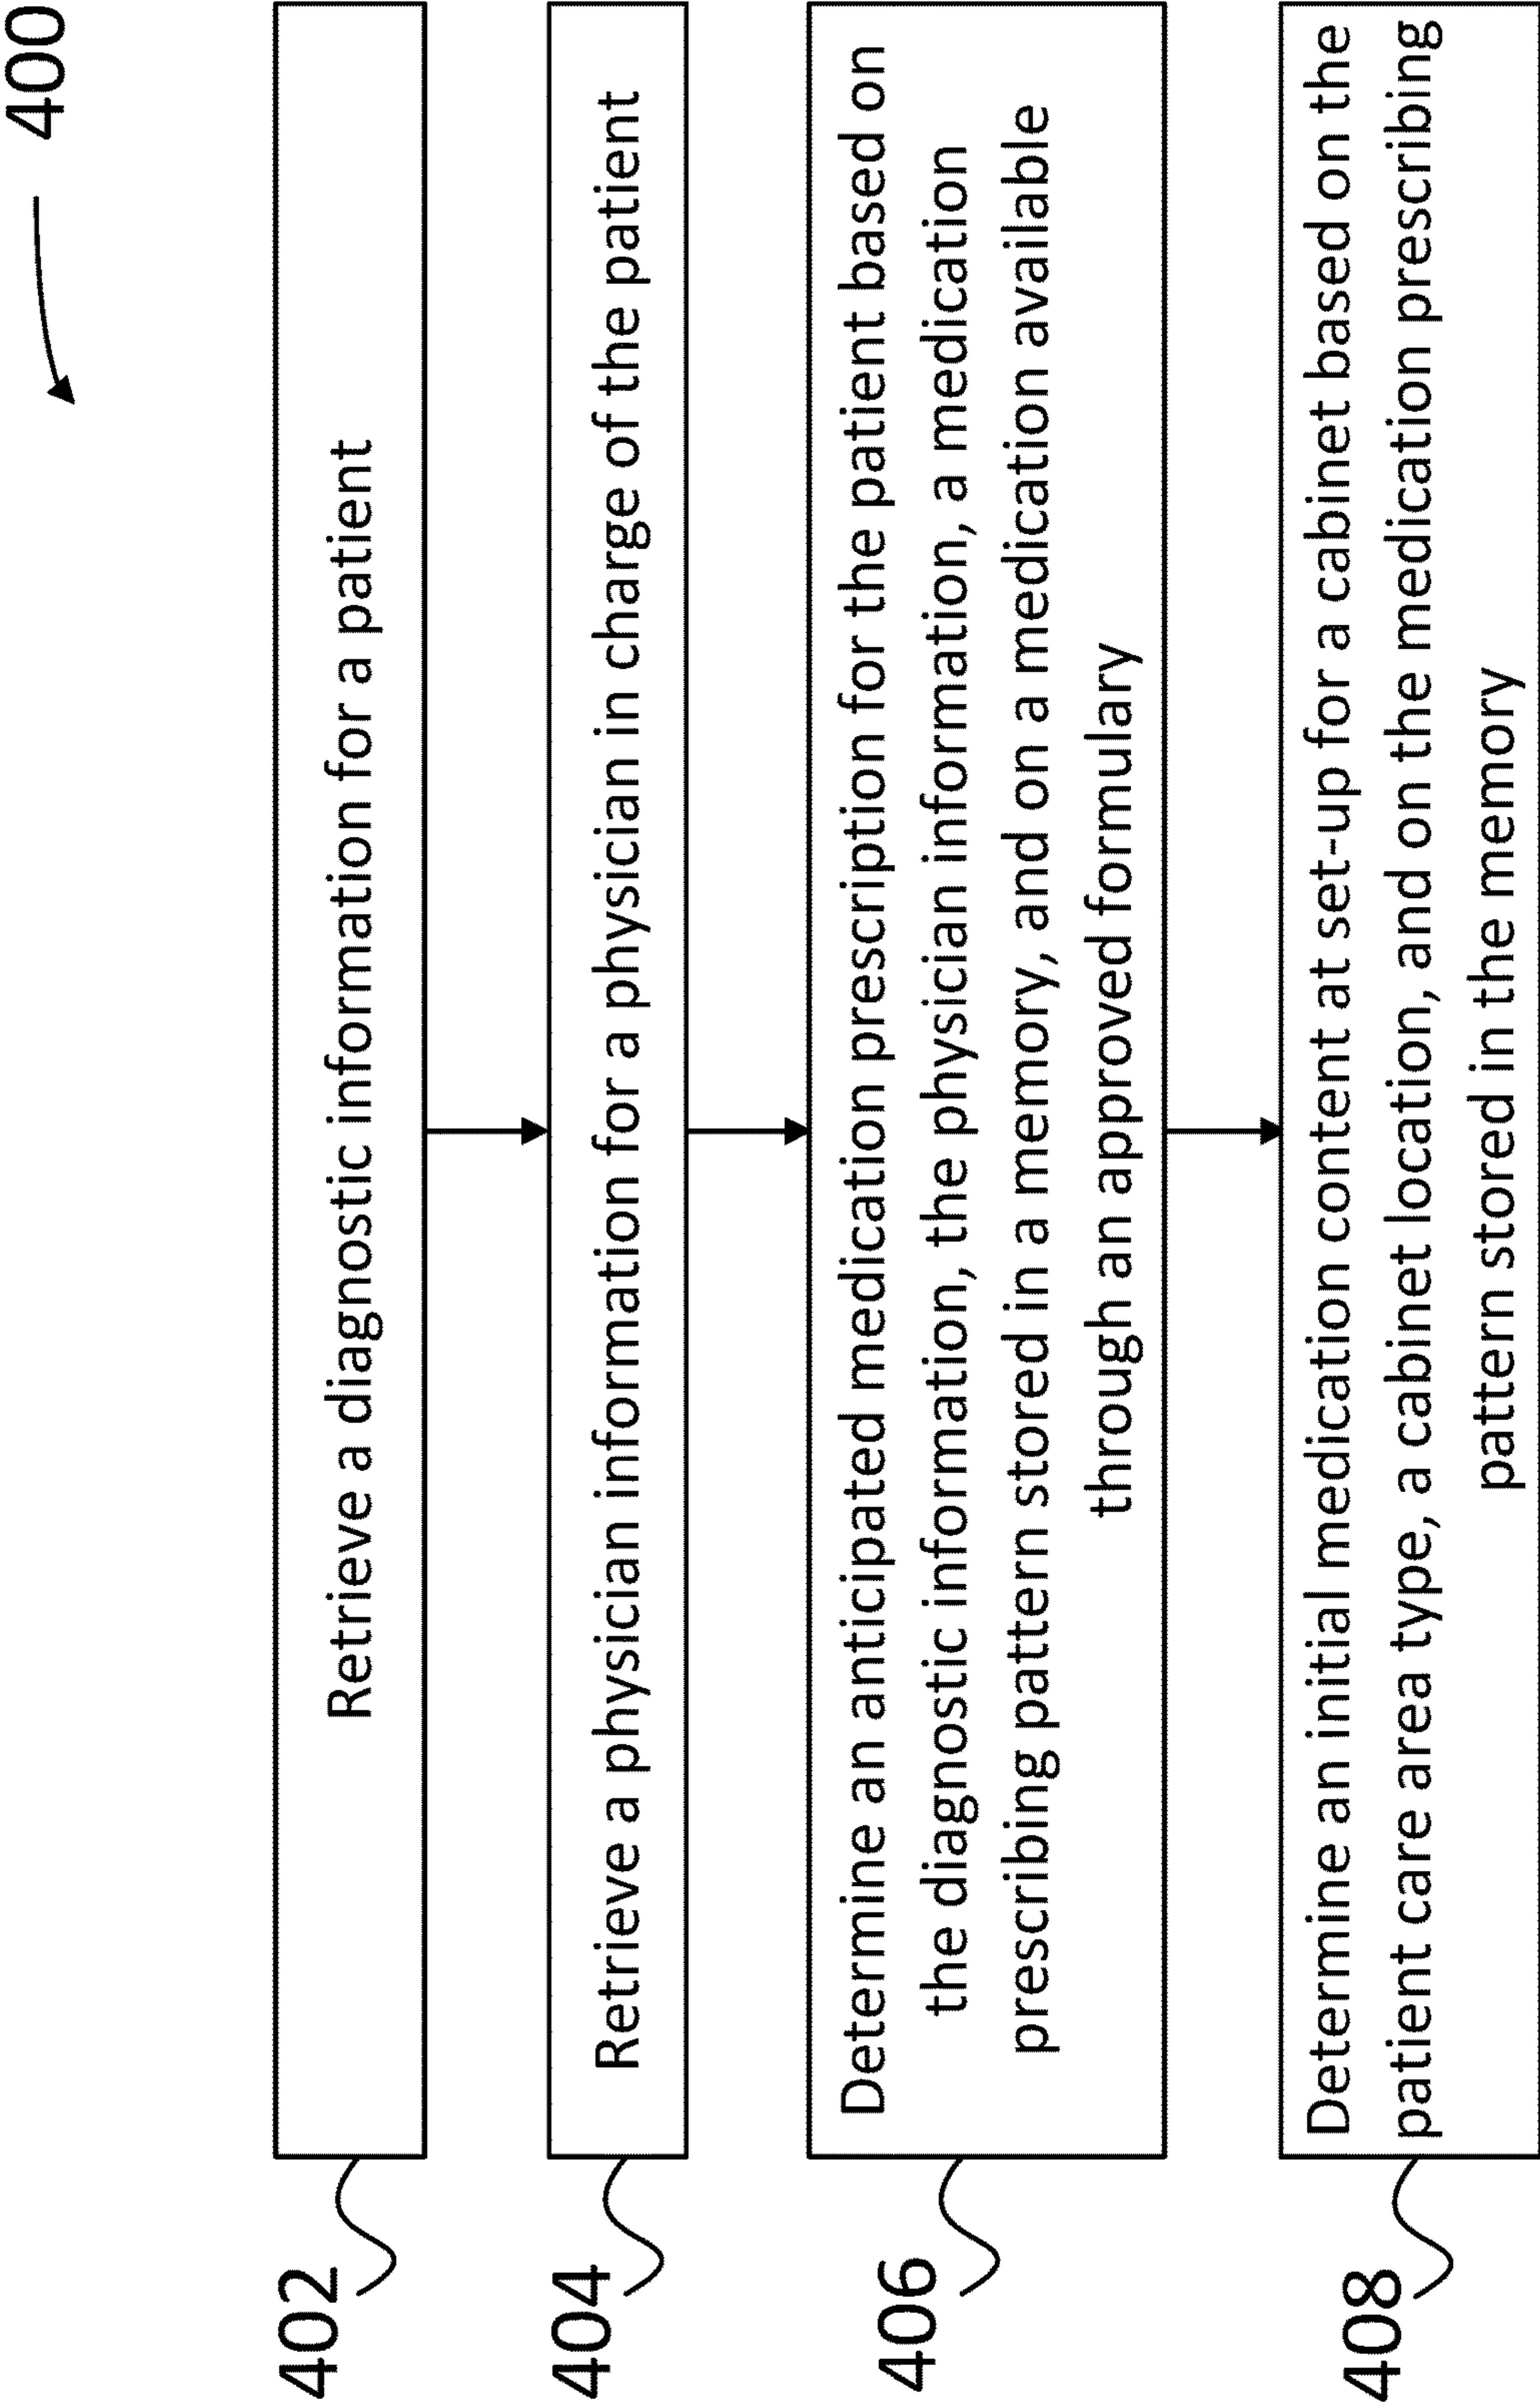 400
402
Retrieve a diagnostic information for a patient
404
Retrieve a physician information for a physician in charge of the patient
406
Determine an anticipated medication prescription for the patient based on
the diagnostic information, the physician information, a medication
prescribing pattern stored in a memory, and on a medication available
through an approved formulary
408
Determine an initial medication content at set-up for a cabinet based on the
patient care area type, a cabinet location, and on the medication prescribing
pattern stored in the memory